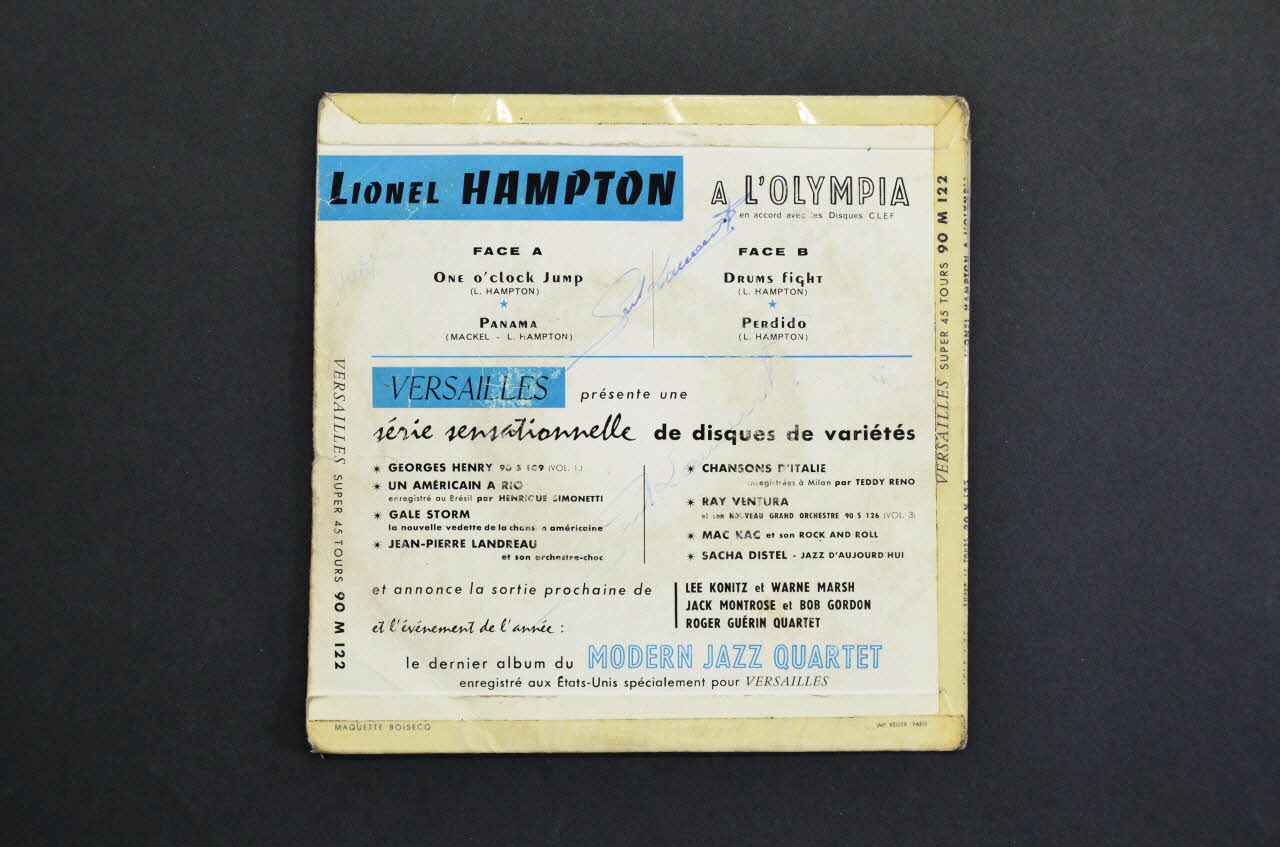 LIONEL HAMPTON
A L'OLYMPIA
en accord avec les Disques CLEF
FACE A
ONE O'CLOCK JUMP
(L. HAMPTON)
★
PANAMA
(MACKEL - L. HAMPTON)
FACE B
DRUMS FIGHT
(L. HAMPTON)
★
PERDIDO
(L. HAMPTON)
VERSAILLES présente une
série sensationnelle de disques de variétés
✶ GEORGES HENRY 90 S 109 (VOL. 1.)
✶ UN AMÉRICAIN A RIO
enregistré au Brésil par HENRIQUE SIMONETTI
✶ GALE STORM
la nouvelle vedette de la chanson américaine
✶ JEAN-PIERRE LANDREAU
et son orchestre-choc
✶ CHANSONS D'ITALIE
enregistrées à Milan par TEDDY RENO
✶ RAY VENTURA
et son NOUVEAU GRAND ORCHESTRE 90 S 126 (VOL. 3)
✶ MAC KAC et son ROCK AND ROLL
✶ SACHA DISTEL - JAZZ D'AUJOURD'HUI
et annonce la sortie prochaine de
LEE KONITZ et WARNE MARSH
JACK MONTROSE et BOB GORDON
ROGER GUÉRIN QUARTET
et l'événement de l'année :
le dernier album du MODERN JAZZ QUARTET
enregistré aux États-Unis spécialement pour VERSAILLES
MAQUETTE BOISECQ
IMP. KELLER PARIS
VERSAILLES SUPER 45 TOURS 90 M 122
VERSAILLES SUPER 45 TOURS 90 M 122
LIONEL HAMPTON A L'OLYMPIA
SUPER 45 TOURS 90 M 122